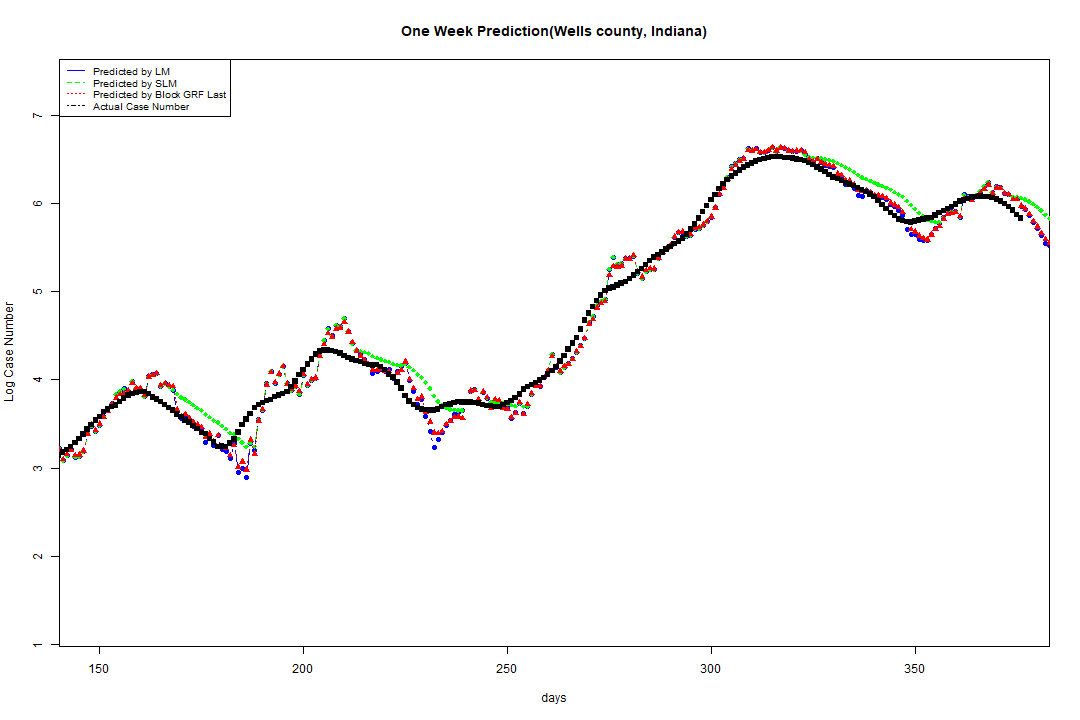 One Week Prediction(Wells county, Indiana)
Predicted by LM
Predicted by SLM
Predicted by Block GRF Last
Actual Case Number
7
6
5
4
3
2
1
Log Case Number
150 200 250 300 350
days